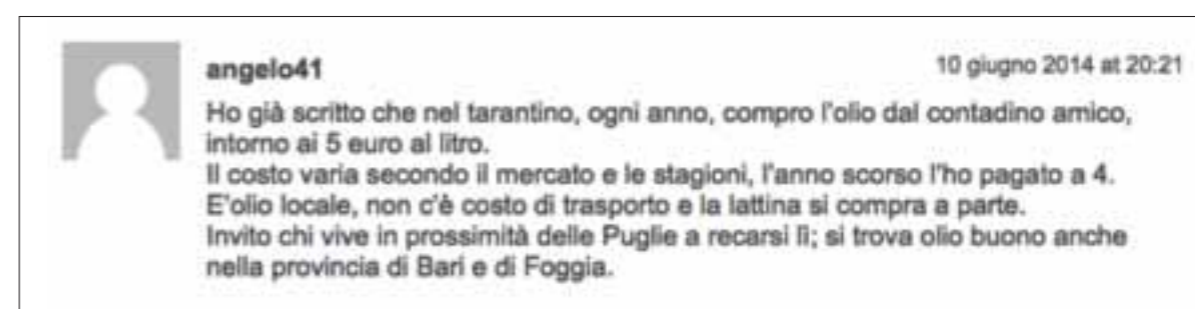 angelo41
10 giugno 2014 at 20:21
Ho già scritto che nel tarantino, ogni anno, compro l'olio dal contadino amico,
intorno ai 5 euro al litro.
Il costo varia secondo il mercato e le stagioni, l'anno scorso l'ho pagato a 4.
E'olio locale, non c'è costo di trasporto e la lattina si compra a parte.
Invito chi vive in prossimità delle Puglie a recarsi lì; si trova olio buono anche
nella provincia di Bari e di Foggia.